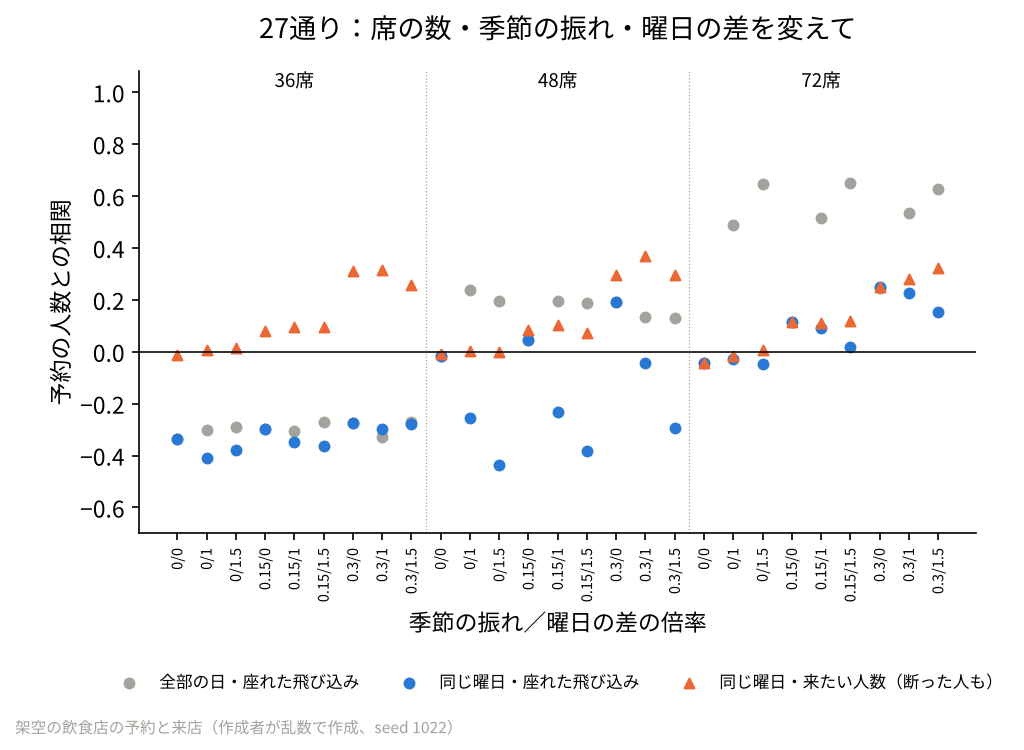 27通り：席の数・季節の振れ・曜日の差を変えて
36席 48席 72席
予約の人数との相関
1.0
0.8
0.6
0.4
0.2
0.0
−0.2
−0.4
−0.6
0/0 0/1 0/1.5 0.15/0 0.15/1 0.15/1.5 0.3/0 0.3/1 0.3/1.5 0/0 0/1 0/1.5 0.15/0 0.15/1 0.15/1.5 0.3/0 0.3/1 0.3/1.5 0/0 0/1 0/1.5 0.15/0 0.15/1 0.15/1.5 0.3/0 0.3/1 0.3/1.5
季節の振れ／曜日の差の倍率
全部の日・座れた飛び込み 同じ曜日・座れた飛び込み 同じ曜日・来たい人数（断った人も）
架空の飲食店の予約と来店（作成者が乱数で作成、seed 1022）